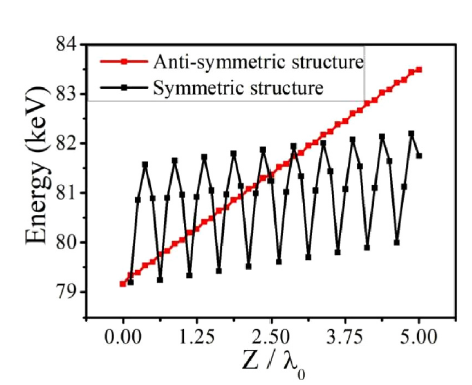 84
83
82
81
80
79
Energy (keV)
Anti-symmetric structure
Symmetric structure
0.00 1.25 2.50 3.75 5.00
Z / λ₀